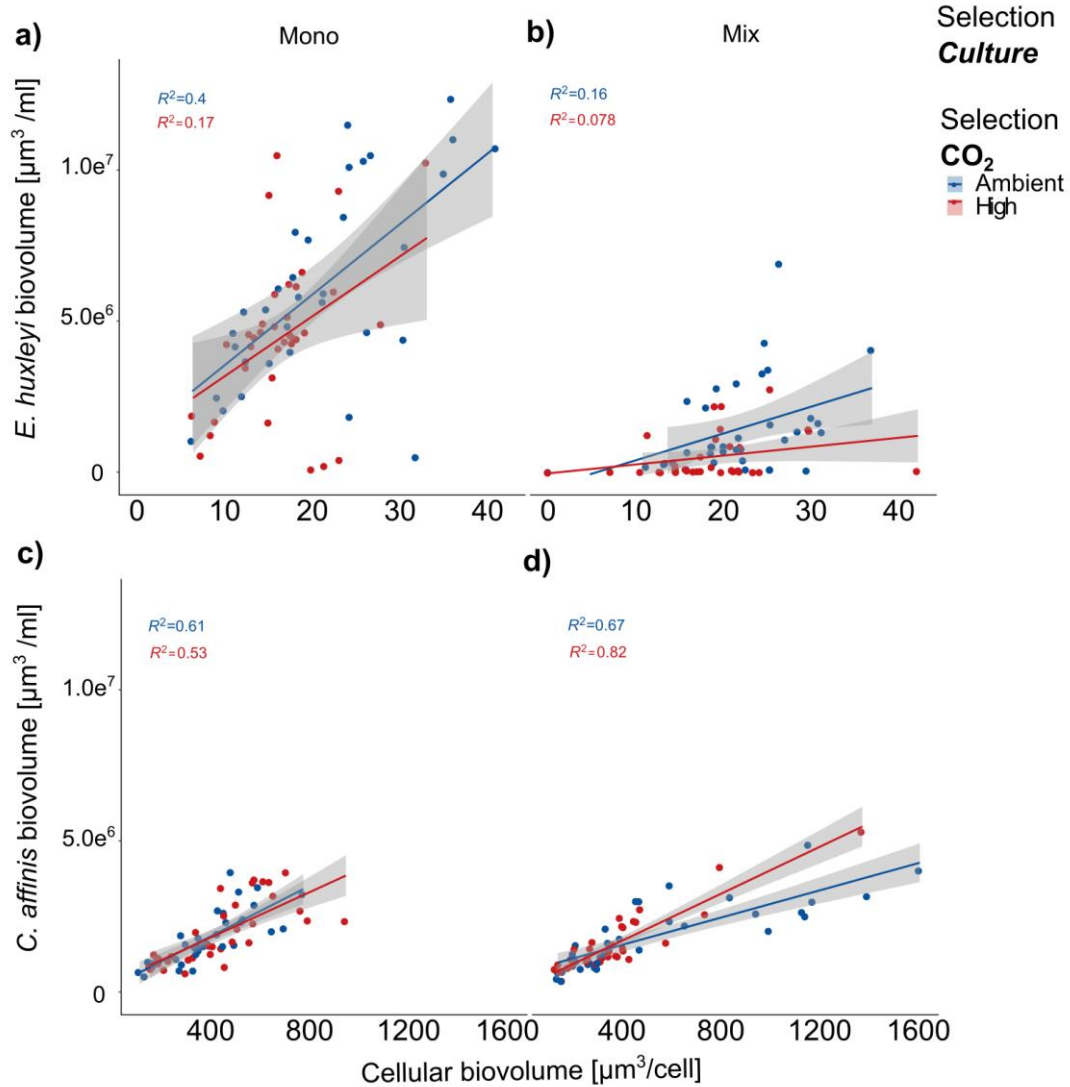 a)
Mono
b)
Mix
Selection
Culture
Selection
CO₂
Ambient
High
R²=0.4
R²=0.17
R²=0.16
R²=0.078
E. huxleyi biovolume [µm³ /ml]
1.0e⁷
5.0e⁶
0
0 10 20 30 40
0 10 20 30 40
c)
d)
R²=0.61
R²=0.53
R²=0.67
R²=0.82
C. affinis biovolume [µm³ /ml]
1.0e⁷
5.0e⁶
0
400 800 1200 1600
400 800 1200 1600
Cellular biovolume [µm³/cell]